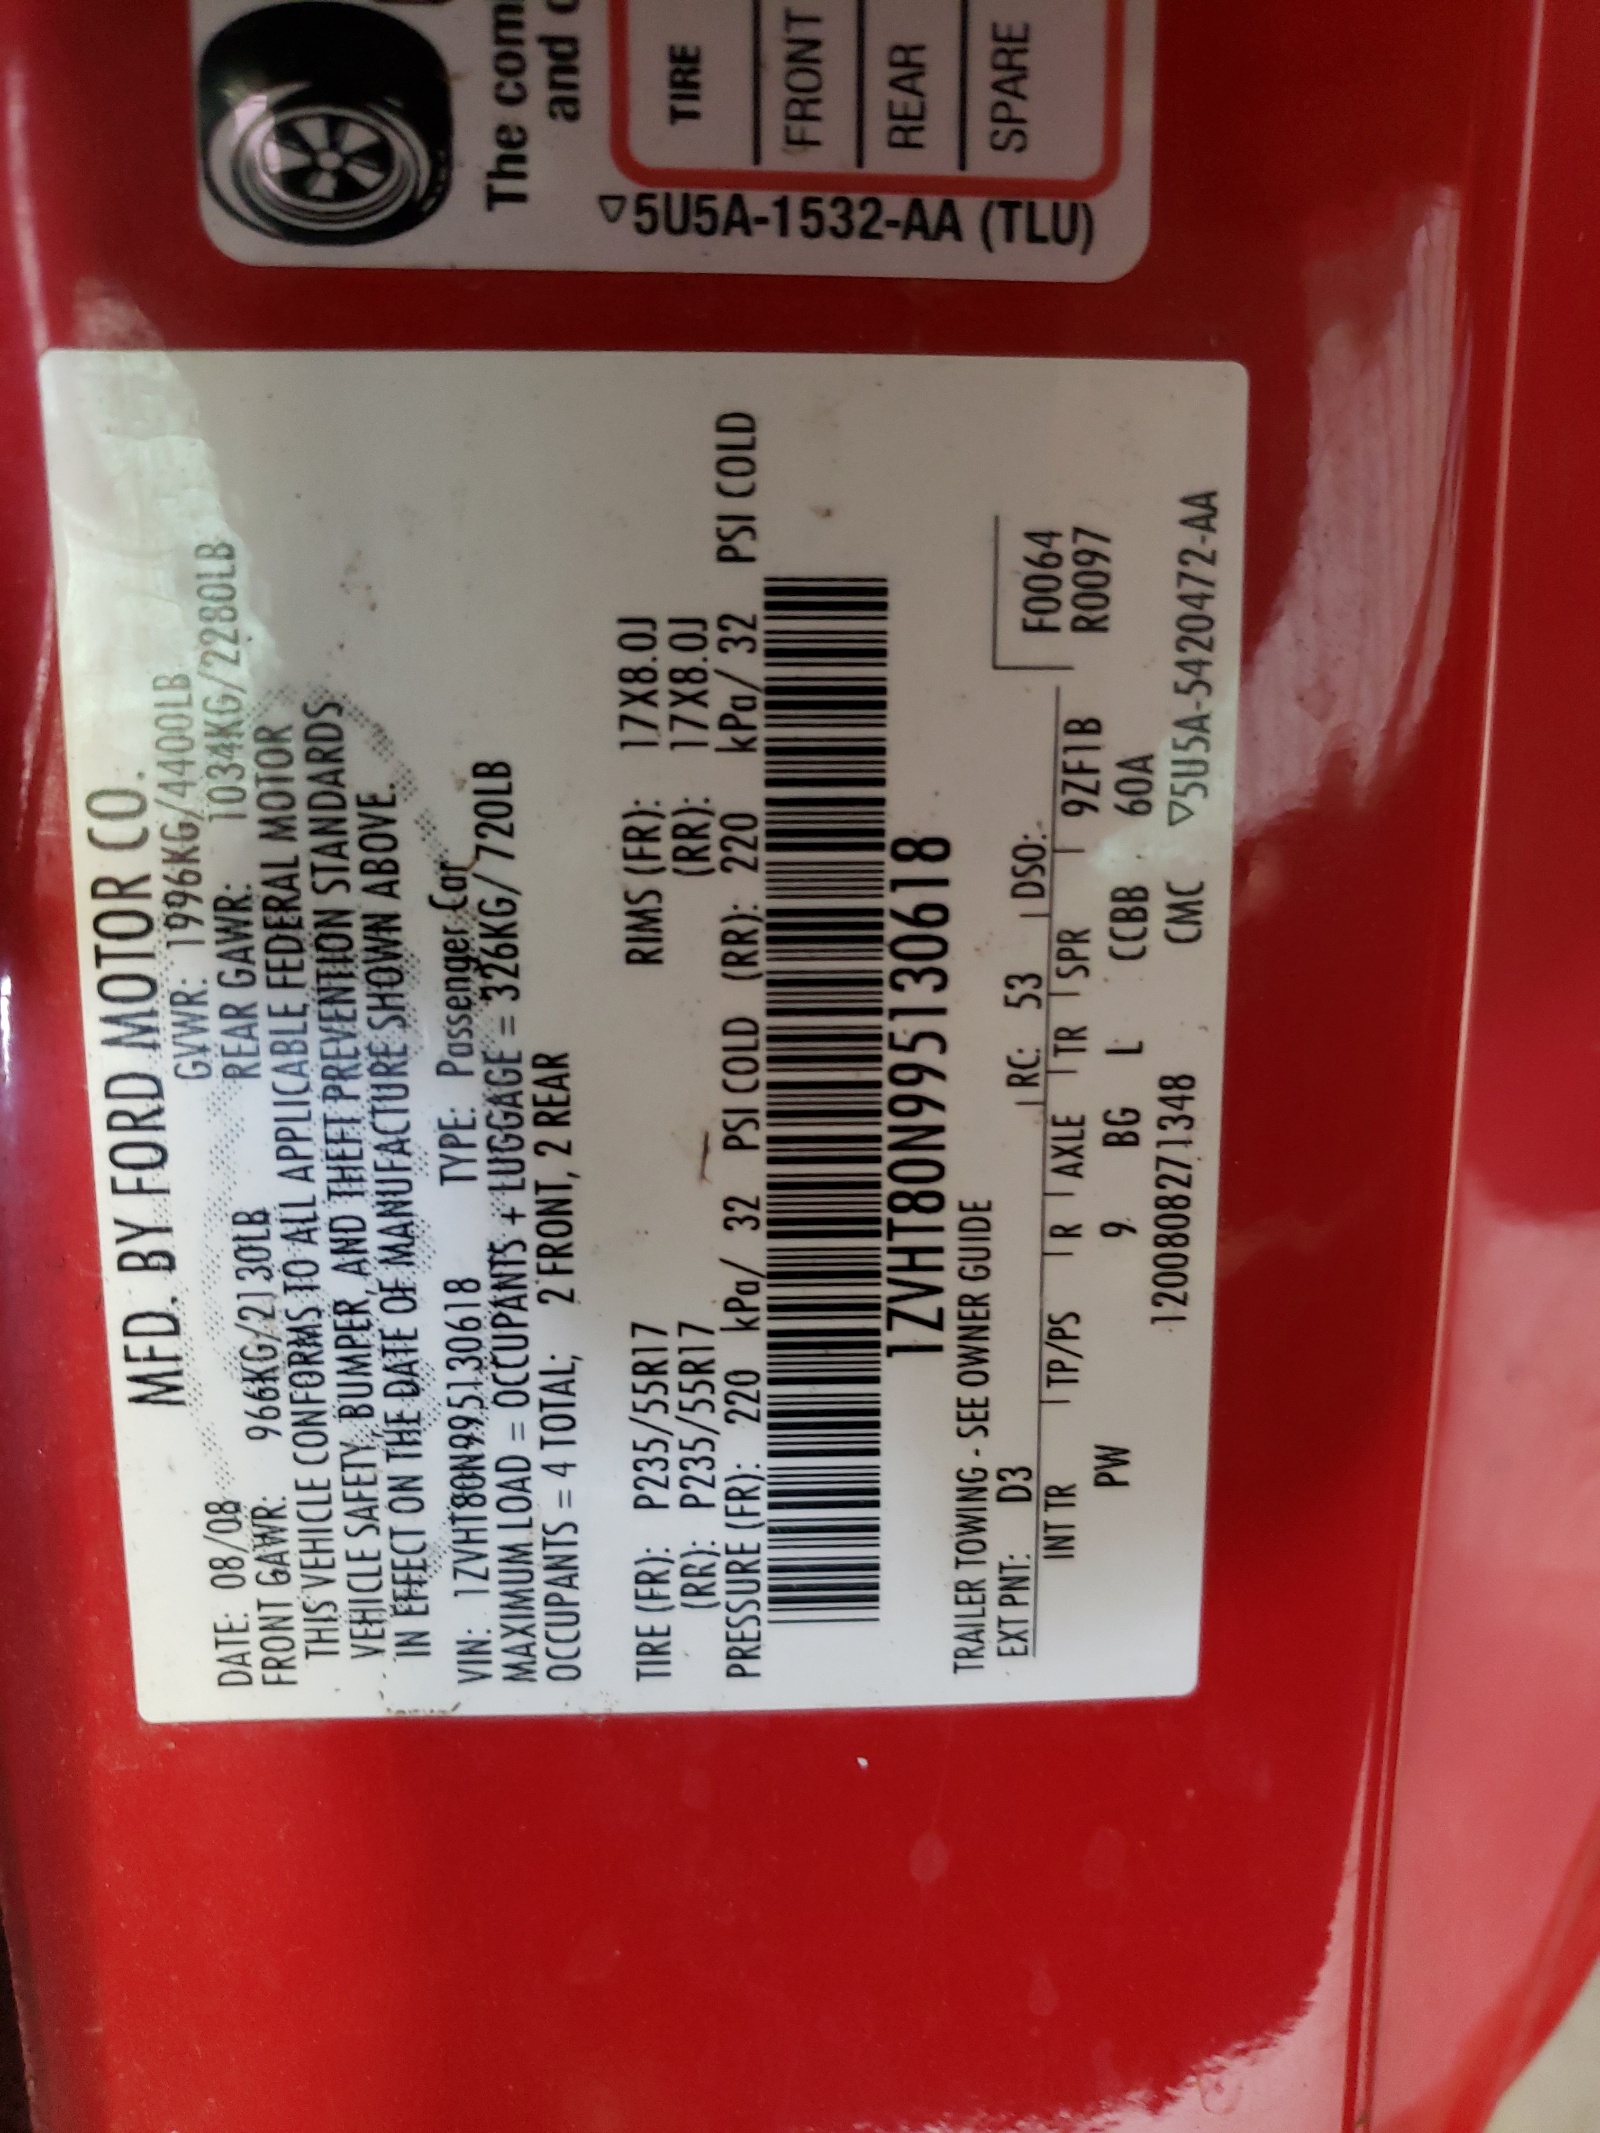 MFD. BY FORD MOTOR CO.
DATE: 08/08 GVWR: 1996KG/4400LB
FRONT GAWR: 966KG/2130LB REAR GAWR: 1034KG/2280LB
THIS VEHICLE CONFORMS TO ALL APPLICABLE FEDERAL MOTOR
VEHICLE SAFETY, BUMPER, AND THEFT PREVENTION STANDARDS
IN EFFECT ON THE DATE OF MANUFACTURE SHOWN ABOVE.
VIN: 1ZVHT80N995130618 TYPE: Passenger Car
MAXIMUM LOAD = OCCUPANTS + LUGGAGE = 326KG/720LB
OCCUPANTS = 4 TOTAL; 2 FRONT, 2 REAR
TIRE (FR): P235/55R17 RIMS (FR): 17X8.0J
(RR): P235/55R17 (RR): 17X8.0J
PRESSURE (FR): 220 kPa/ 32 PSI COLD (RR): 220 kPa/ 32 PSI COLD
1ZVHT80N995130618
TRAILER TOWING - SEE OWNER GUIDE
EXT PNT: D3 RC: 53 DSO:
F0064
INT TR TP/PS R AXLE TR SPR R0097
PW 9 BG L CCBB 9ZF1B
60A
1200808271348 CMC ▽5U5A-5420472-AA
The com
and c
TIRE
FRONT
REAR
SPARE
▽5U5A-1532-AA (TLU)